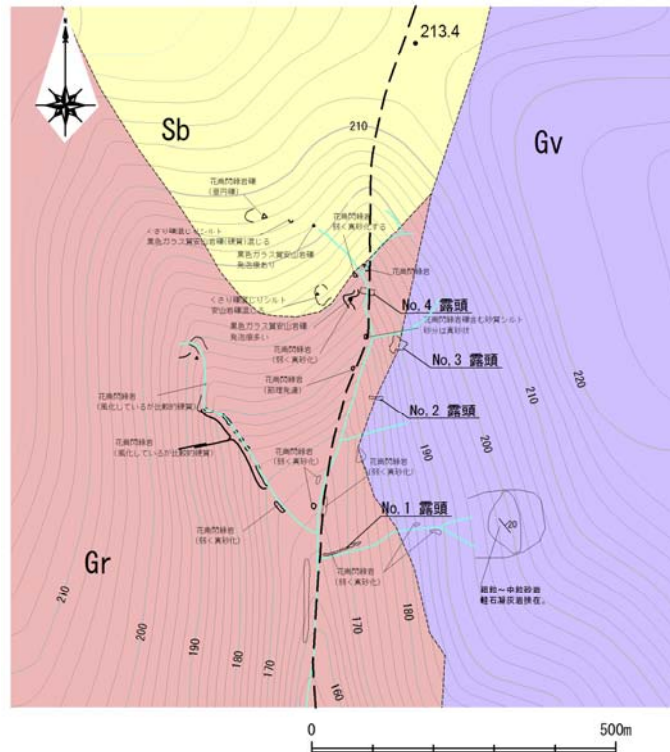 213.4
Sb
210
Gv
花崗閃緑岩礫
(亜円礫)
くさり礫混じりシルト
黒色ガラス質安山岩礫(硬質)混じる
花崗閃緑岩
弱く真砂化する
黒色ガラス質安山岩礫
発泡痕あり
花崗閃緑岩
くさり礫混じりシルト
安山岩礫混じる
No.4 露頭
花崗閃緑岩礫含む砂質シルト
砂分は真砂状
黒色ガラス質安山岩礫
発泡痕多い
花崗閃緑岩
(弱く真砂化)
No.3 露頭
花崗閃緑岩
(節理発達)
210
220
花崗閃緑岩
(風化しているが比較的硬質)
No.2 露頭
200
花崗閃緑岩
(風化しているが比較的硬質)
190
花崗閃緑岩
(弱く真砂化)
花崗閃緑岩
(弱く真砂化)
花崗閃緑岩
(弱く真砂化)
No.1 露頭
20
Gr
花崗閃緑岩
(弱く真砂化)
180
粗粒~中粒砂岩
軽石凝灰岩挟在。
210
200
190
180
170
170
160
0
500m